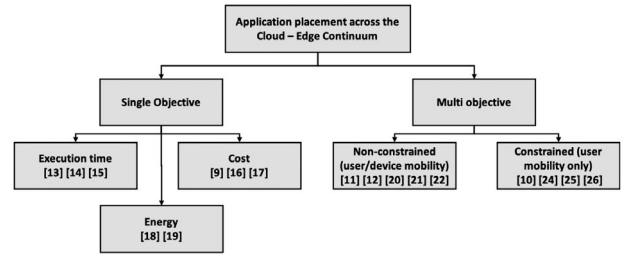 Application placement across the
Cloud – Edge Continuum
Single Objective
Multi objective
Execution time
[13] [14] [15]
Cost
[9] [16] [17]
Non-constrained
(user/device mobility)
[11] [12] [20] [21] [22]
Constrained (user
mobility only)
[10] [24] [25] [26]
Energy
[18] [19]